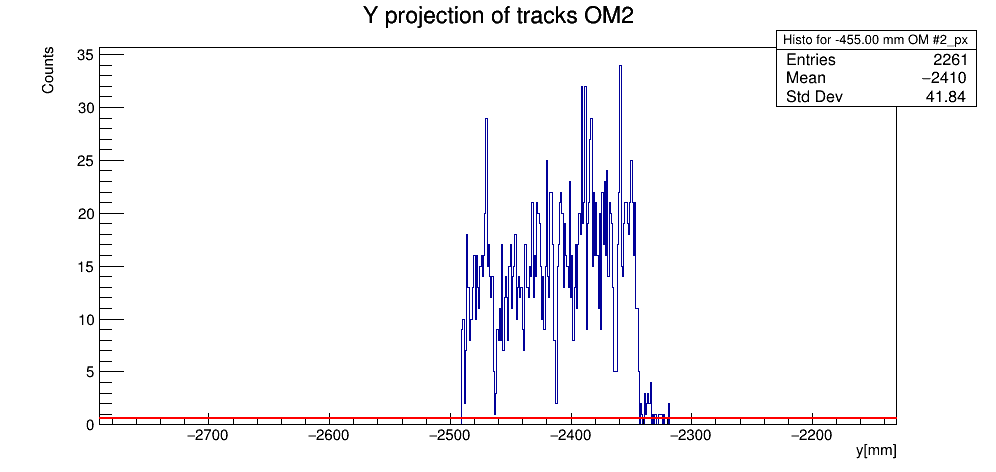 Y projection of tracks OM2
Histo for -455.00 mm OM #2_px
Entries 2261
Mean −2410
Std Dev 41.84
Counts
35
30
25
20
15
10
5
0
−2700 −2600 −2500 −2400 −2300 −2200
y[mm]